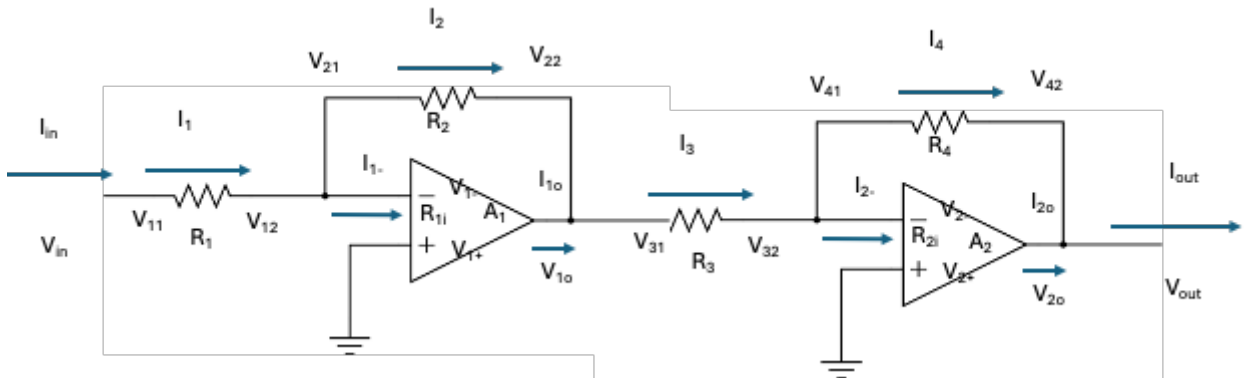 I2
V21
V22
I4
V41
V42
Iin
I1
R2
I3
R4
I1-
V1-
I1o
I2-
V2-
I2o
Iout
R1i
A1
R2i
A2
V11
V12
V1+
V31
V32
V2+
Vin
R1
V1o
R3
V2o
Vout